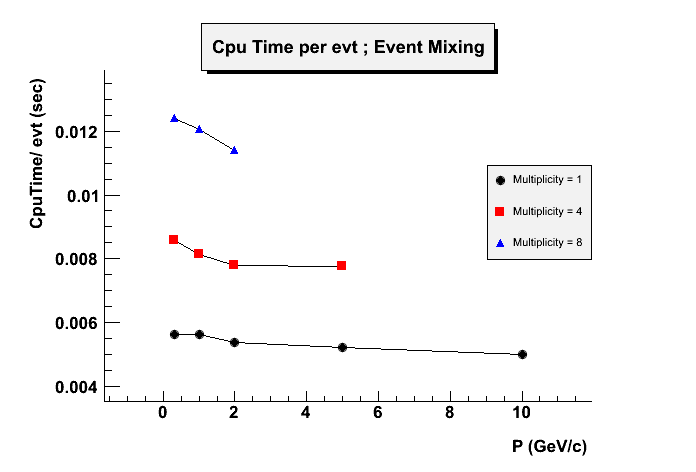 Cpu Time per evt ; Event Mixing
CpuTime/ evt (sec)
0.012
0.01
0.008
0.006
0.004
Multiplicity = 1
Multiplicity = 4
Multiplicity = 8
0 2 4 6 8 10
P (GeV/c)